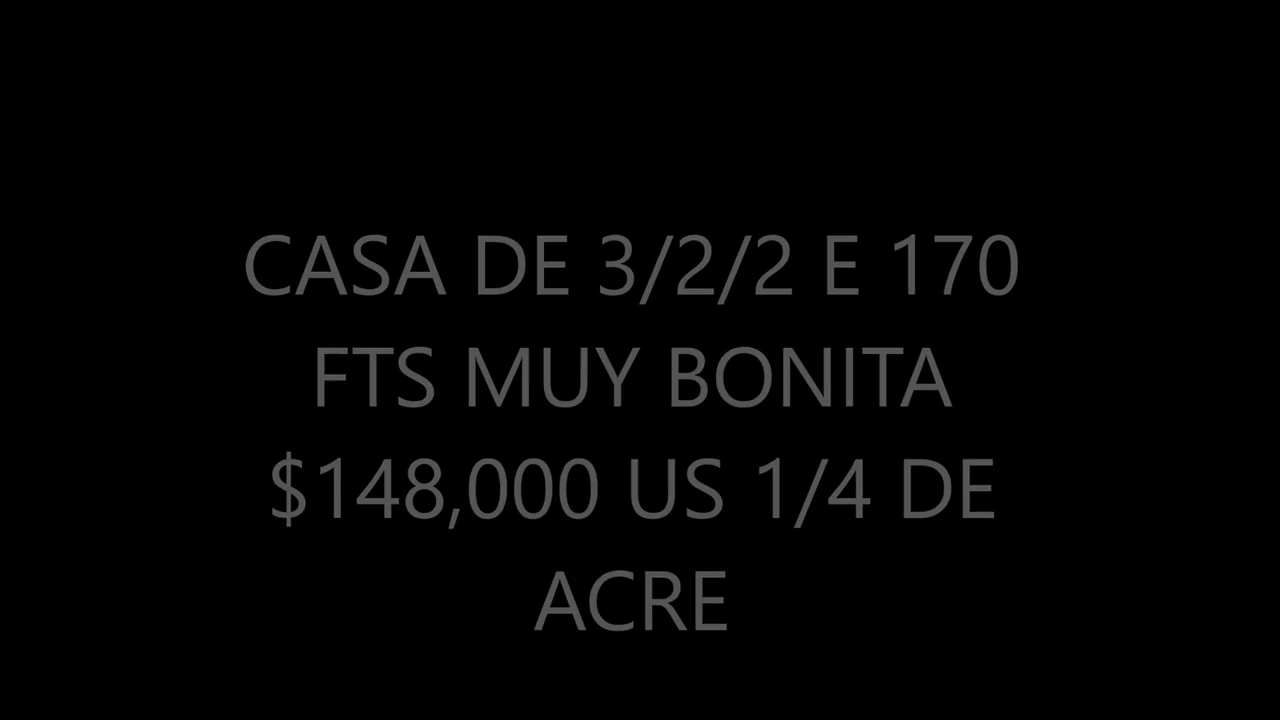 CASA DE 3/2/2 E 170
FTS MUY BONITA
$148,000 US 1/4 DE
ACRE